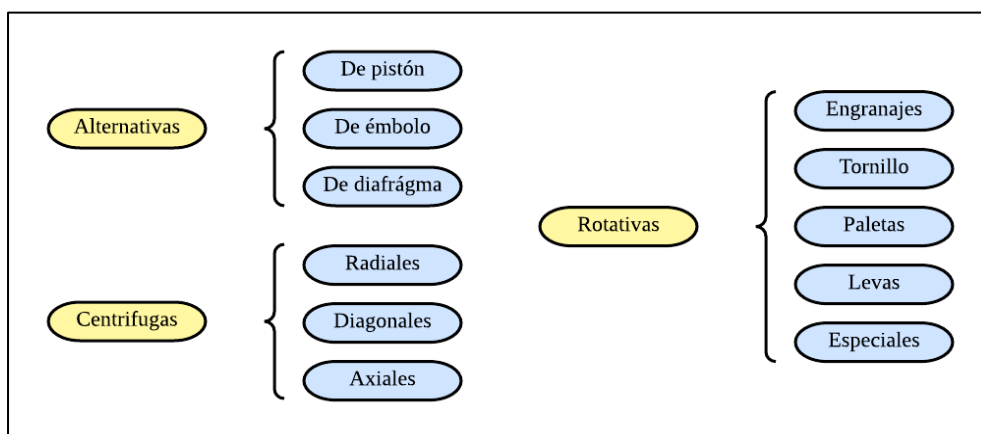 Alternativas
De pistón
De émbolo
De diafrágma
Centrifugas
Radiales
Diagonales
Axiales
Rotativas
Engranajes
Tornillo
Paletas
Levas
Especiales